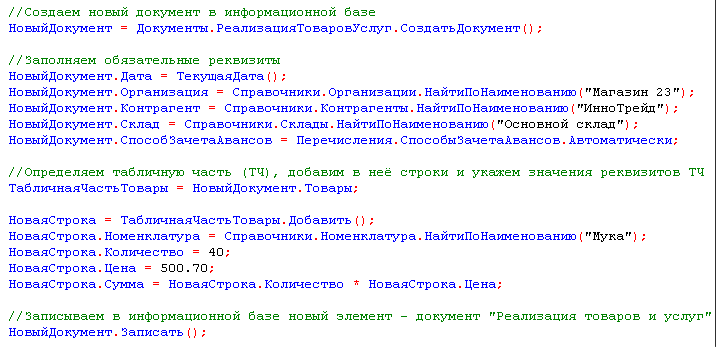 //Создаем новый документ в информационной базе
НовыйДокумент = Документы.РеализацияТоваровУслуг.СоздатьДокумент();
//Заполняем обязательные реквизиты
НовыйДокумент.Дата = ТекущаяДата();
НовыйДокумент.Организация = Справочники.Организации.НайтиПоНаименованию("Магазин 23");
НовыйДокумент.Контрагент = Справочники.Контрагенты.НайтиПоНаименованию("ИнноТрейд");
НовыйДокумент.Склад = Справочники.Склады.НайтиПоНаименованию("Основной склад");
НовыйДокумент.СпособЗачетаАвансов = Перечисления.СпособыЗачетаАвансов.Автоматически;
//Определяем табличную часть (ТЧ), добавим в неё строки и укажем значения реквизитов ТЧ
ТабличнаяЧастьТовары = НовыйДокумент.Товары;
НоваяСтрока = ТабличнаяЧастьТовары.Добавить();
НоваяСтрока.Номенклатура = Справочники.Номенклатура.НайтиПоНаименованию("Мука");
НоваяСтрока.Количество = 40;
НоваяСтрока.Цена = 500.70;
НоваяСтрока.Сумма = НоваяСтрока.Количество * НоваяСтрока.Цена;
//Записываем в информационной базе новый элемент - документ "Реализация товаров и услуг"
НовыйДокумент.Записать();